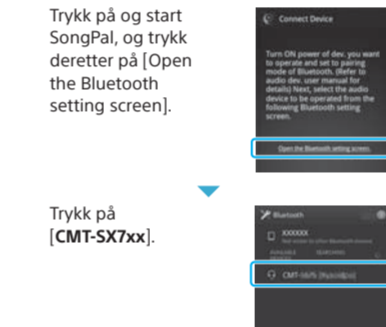 Trykk på og start
SongPal, og trykk
deretter på [Open
the Bluetooth
setting screen].
Connect Device
Turn ON power of dev. you want
to operate and set to pairing
mode of Bluetooth. (Refer to
audio dev. user manual for
details) Next, select the audio
device to be operated from the
following Bluetooth setting
screen.
Open the Bluetooth setting screen.
Trykk på
[CMT-SX7xx].
Bluetooth
XXXXXX